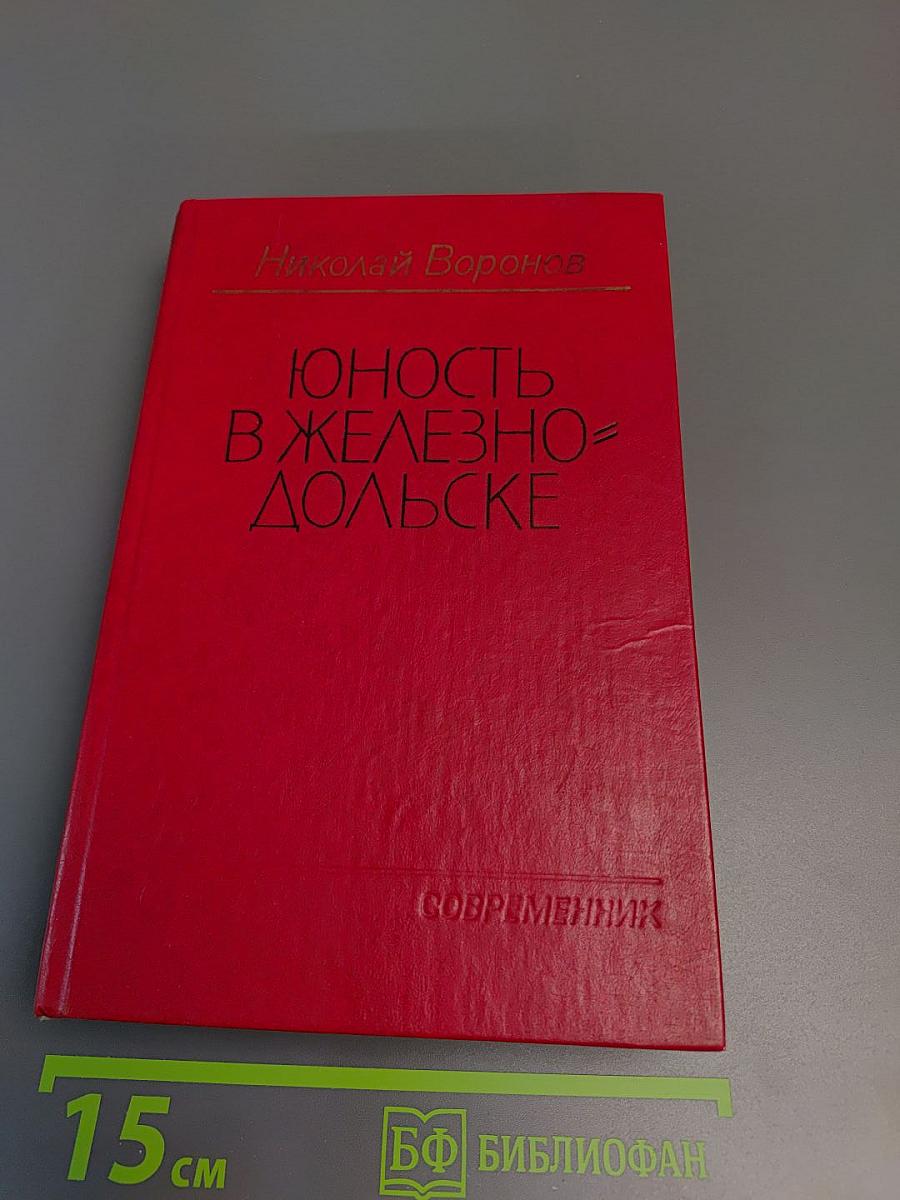 Николай Воронов
ЮНОСТЬ
В ЖЕЛЕЗНО=
ДОЛЬСКЕ
СОВРЕМЕННИК
15 см
БФ БИБЛИОФАН